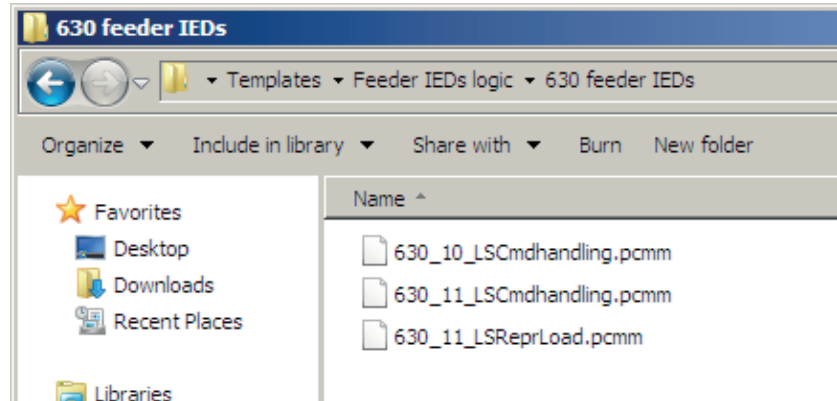 630 feeder IEDs
Templates Feeder IEDs logic 630 feeder IEDs
Organize Include in library Share with Burn New folder
Favorites
Desktop
Downloads
Recent Places
Libraries
Name
630_10_LSCmdhandling.pcmm
630_11_LSCmdhandling.pcmm
630_11_LSReprLoad.pcmm